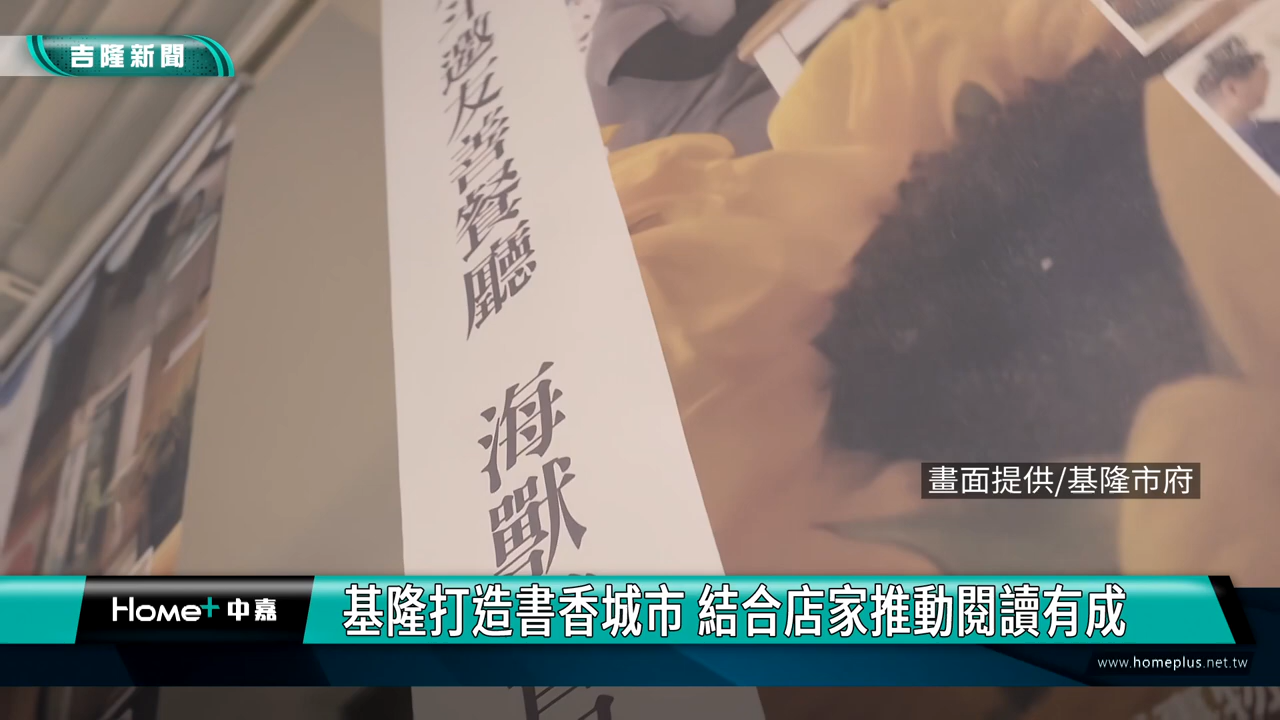 吉隆新聞
邀友善餐廳 海獸
畫面提供/基隆市府
Home+中嘉
基隆打造書香城市 結合店家推動閱讀有成
www.homeplus.net.tw